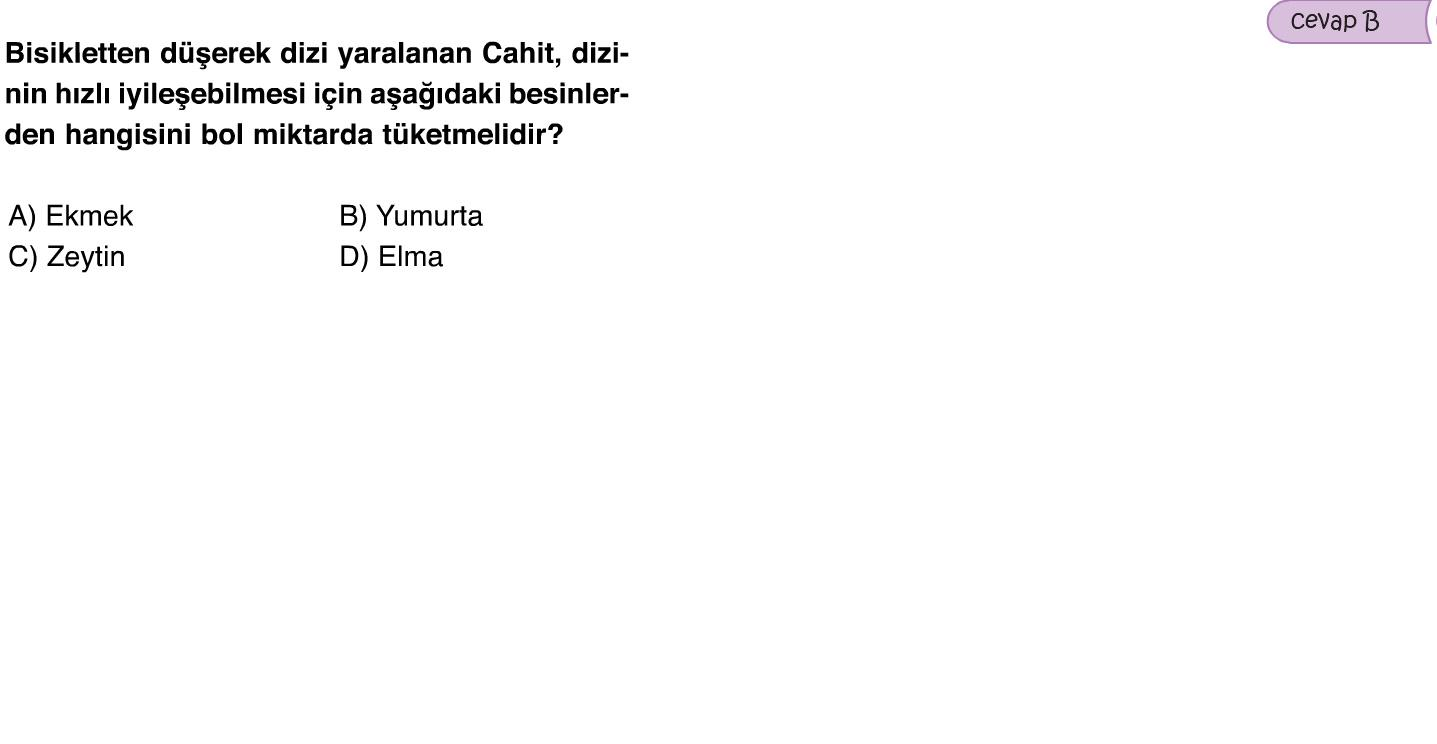 cevap B
Bisikletten düşerek dizi yaralanan Cahit, dizi-
nin hızlı iyileşebilmesi için aşağıdaki besinler-
den hangisini bol miktarda tüketmelidir?
A) Ekmek B) Yumurta
C) Zeytin D) Elma